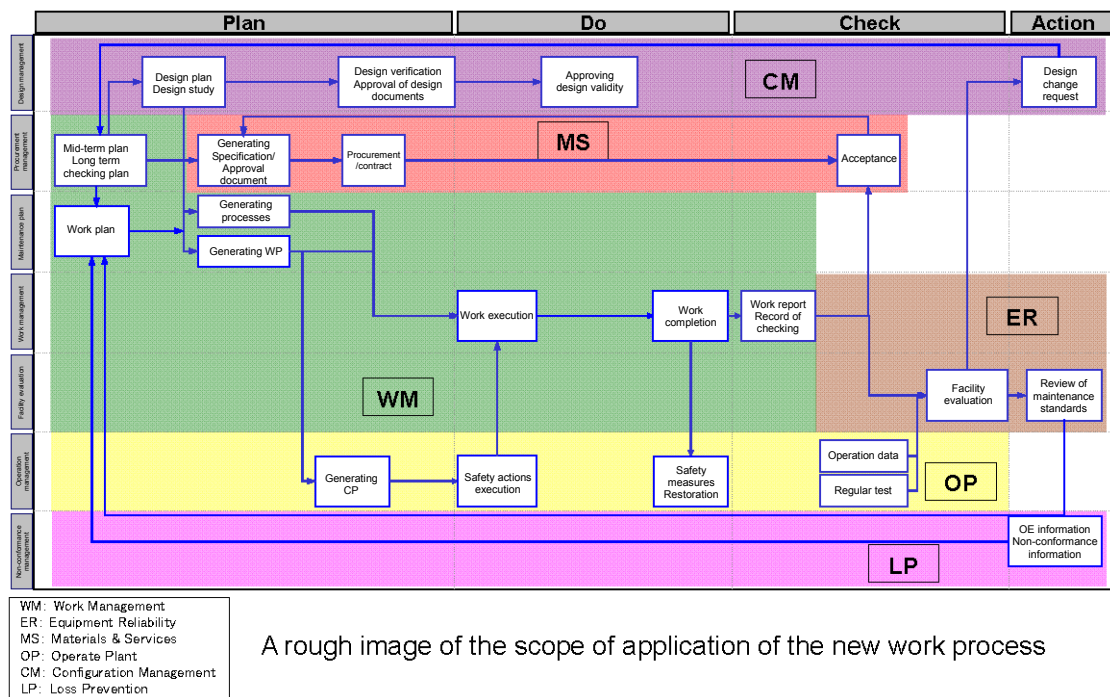 Plan
Do
Check
Action
Design management
Design plan
Design study
Design verification
Approval of design
documents
Approving
design validity
CM
Design
change
request
Procurement
management
Mid-term plan
Long term
checking plan
Generating
Specification/
Approval
document
Procurement
/contract
MS
Acceptance
Maintenance plan
Work plan
Generating
processes
Generating WP
Work management
Work execution
Work
completion
Work report
Record of
checking
ER
Facility evaluation
WM
Facility
evaluation
Review of
maintenance
standards
Operation
management
Generating
CP
Safety actions
execution
Safety
measures
Restoration
Operation data
Regular test
OP
Non-conformance
management
OE information
Non-conformance
information
LP
WM: Work Management
ER: Equipment Reliability
MS: Materials & Services
OP: Operate Plant
CM: Configuration Management
LP: Loss Prevention
A rough image of the scope of application of the new work process